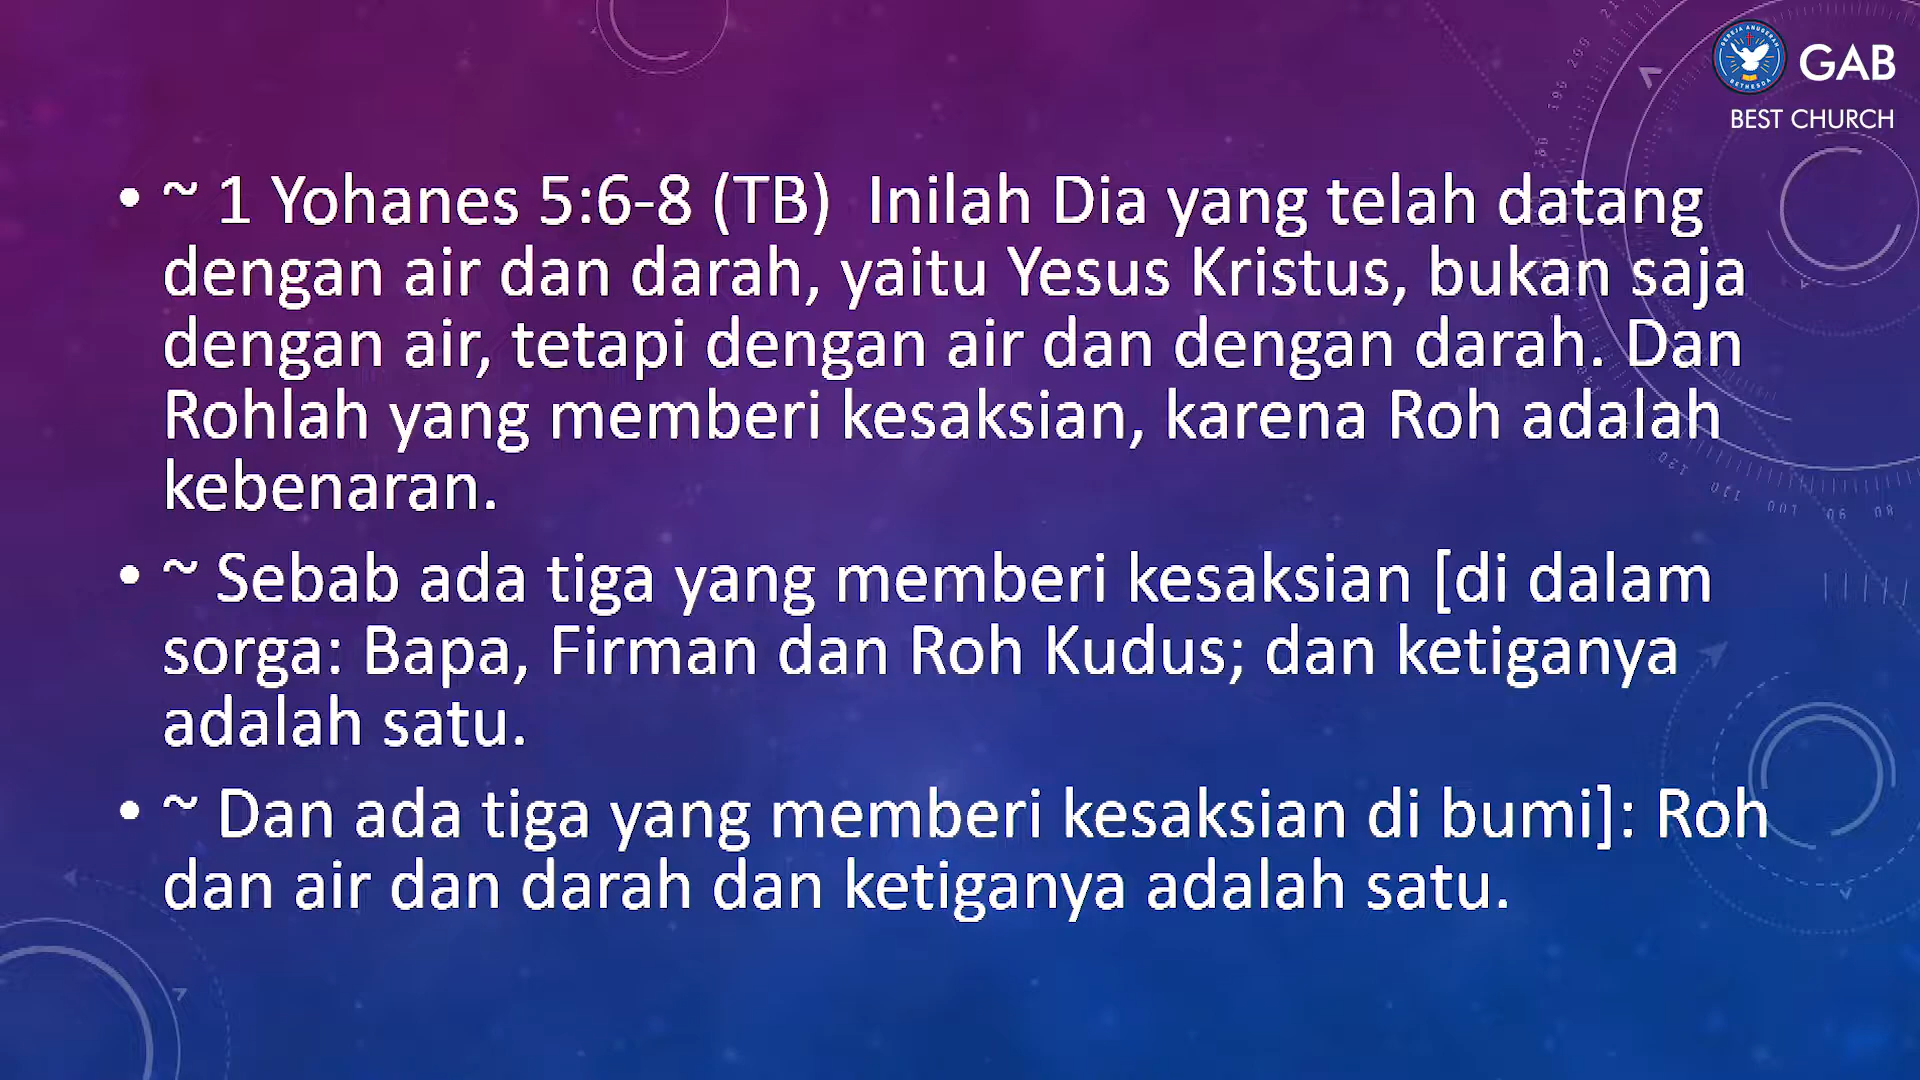 GAB
BEST CHURCH
• ~ 1 Yohanes 5:6-8 (TB)  Inilah Dia yang telah datang
dengan air dan darah, yaitu Yesus Kristus, bukan saja
dengan air, tetapi dengan air dan dengan darah. Dan
Rohlah yang memberi kesaksian, karena Roh adalah
kebenaran.
• ~ Sebab ada tiga yang memberi kesaksian [di dalam
sorga: Bapa, Firman dan Roh Kudus; dan ketiganya
adalah satu.
• ~ Dan ada tiga yang memberi kesaksian di bumi]: Roh
dan air dan darah dan ketiganya adalah satu.